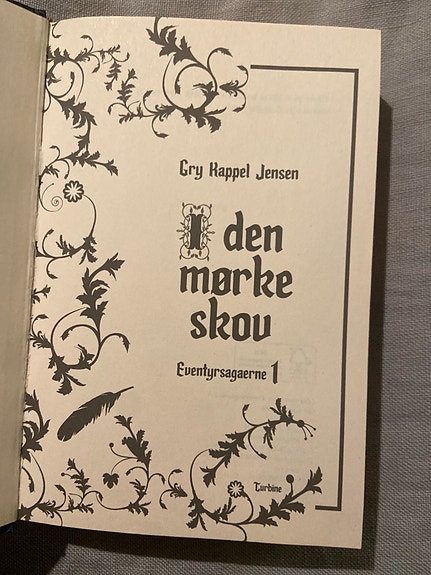 Gry Kappel Jensen
I den
mørke
skov
Eventyrsagaerne 1
Turbine